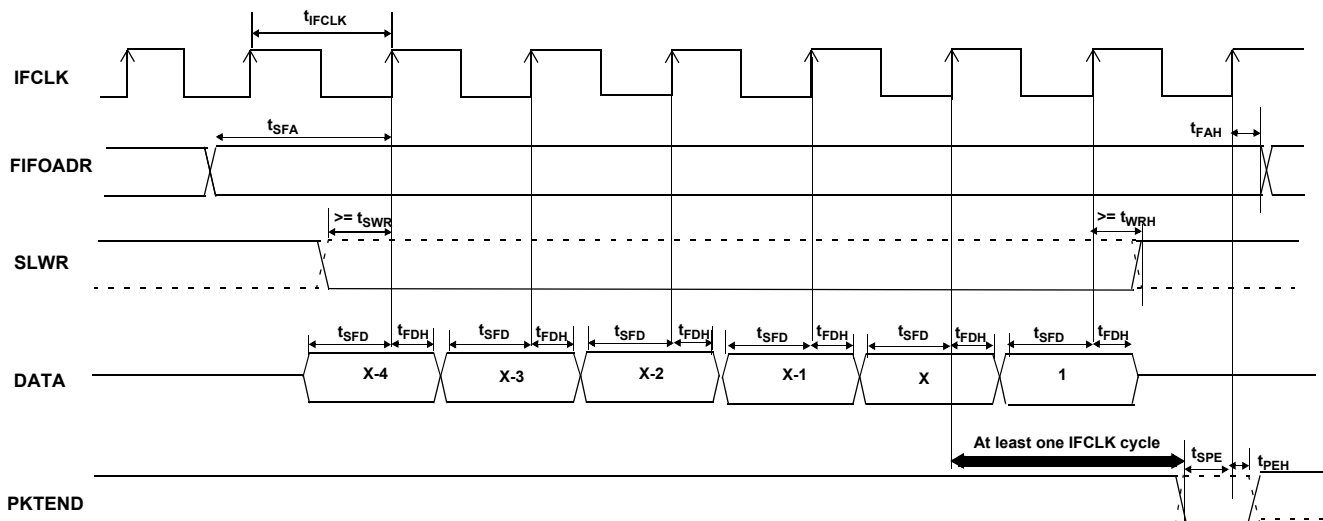 tIFCLK
IFCLK
tSFA
tFAH
FIFOADR
>= tSWR
>= tWRH
SLWR
tSFD tFDH tSFD tFDH tSFD tFDH tSFD tFDH tSFD tFDH tSFD tFDH
DATA X-4 X-3 X-2 X-1 X 1
At least one IFCLK cycle
tSPE
tPEH
PKTEND